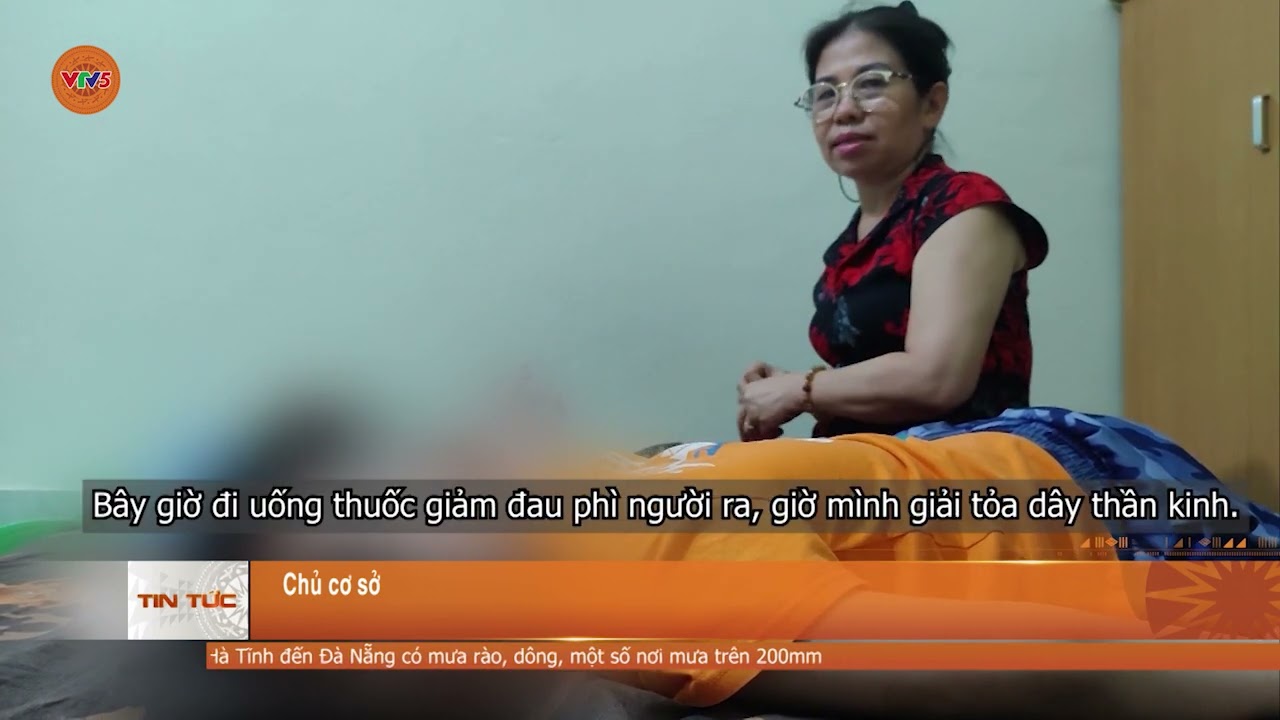 VTV5
Bây giờ đi uống thuốc giảm đau phì người ra, giờ mình giải tỏa dây thần kinh.
Chủ cơ sở
TIN TỨC
Hà Tĩnh đến Đà Nẵng có mưa rào, dông, một số nơi mưa trên 200mm